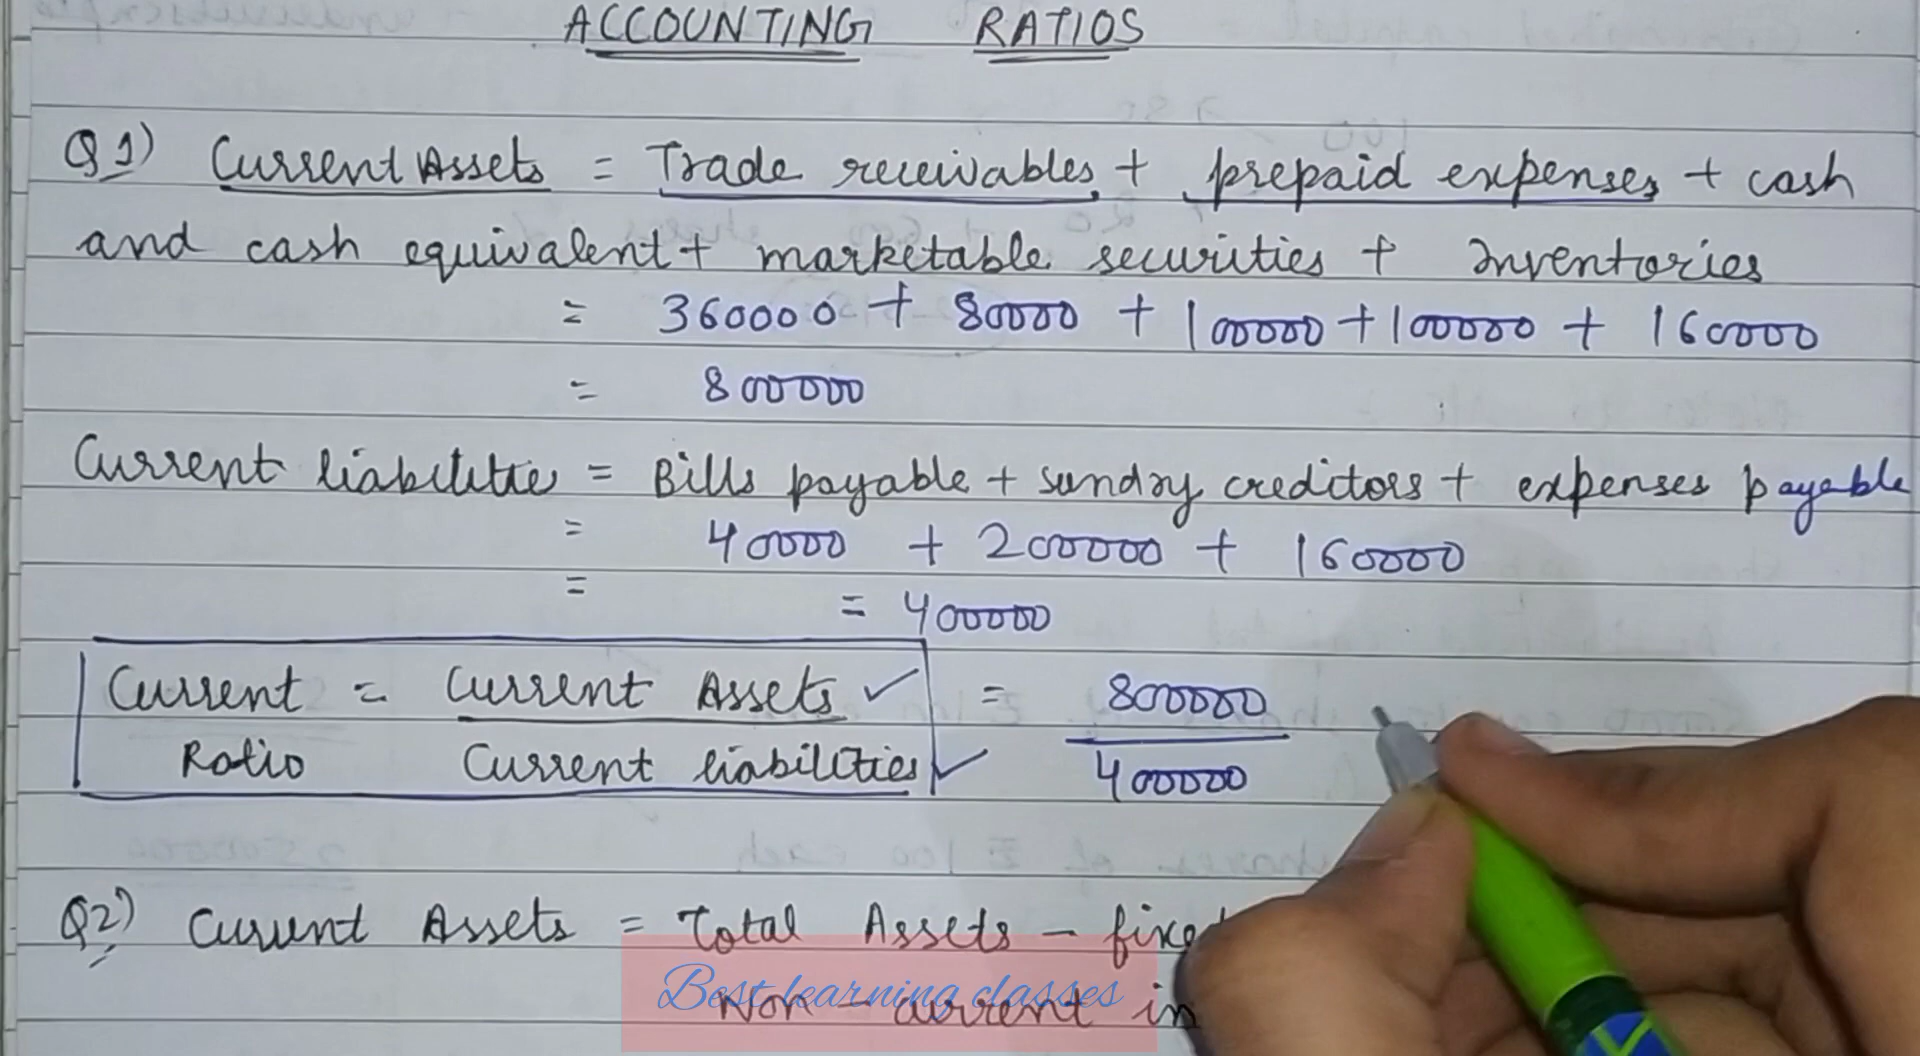 ACCOUNTING RATIOS
Q1) Current Assets = Trade receivables + prepaid expenses + cash
and cash equivalent + marketable securities + Inventories
= 360000 + 80000 + 100000 + 100000 + 160000
= 800000
Current liabilitie = Bills payable + sundry creditors + expenses payable
= 40000 + 200000 + 160000
= = 400000
Current = Current Assets ✓ = 800000
Ratio Current liabilities ✓ 400000
Q2) Current Assets = Total Assets - fixe
Non-current in
Best learning classes